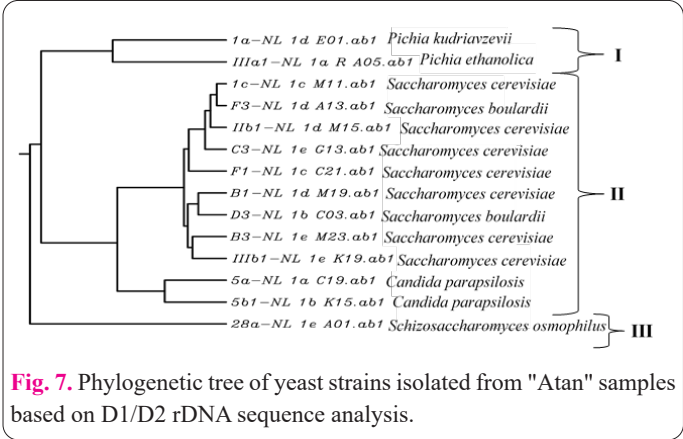 1a-NL 1d E01.ab1 Pichia kudriavzevii
IIIa1-NL 1a R A05.ab1 Pichia ethanolica
I
1c-NL 1c M11.ab1 Saccharomyces cerevisiae
F3-NL 1d A13.ab1 Saccharomyces boulardii
IIb1-NL 1d M15.ab1 Saccharomyces cerevisiae
C3-NL 1e G13.ab1 Saccharomyces cerevisiae
F1-NL 1c C21.ab1 Saccharomyces cerevisiae
B1-NL 1d M19.ab1 Saccharomyces cerevisiae
II
D3-NL 1b C03.ab1 Saccharomyces boulardii
B3-NL 1e M23.ab1 Saccharomyces cerevisiae
IIIb1-NL 1e K19.ab1 Saccharomyces cerevisiae
5a-NL 1a C19.ab1 Candida parapsilosis
5b1-NL 1b K15.ab1 Candida parapsilosis
28a-NL 1e A01.ab1 Schizosaccharomyces osmophilus
III
Fig. 7. Phylogenetic tree of yeast strains isolated from "Atan" samples
based on D1/D2 rDNA sequence analysis.